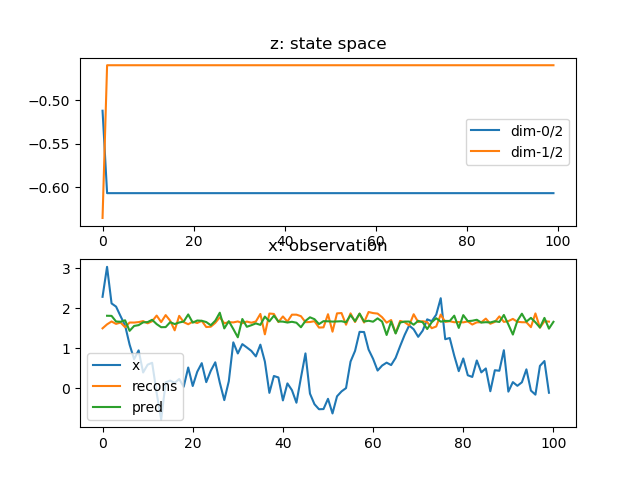 z: state space
−0.50
−0.55
−0.60
dim-0/2
dim-1/2
0 20 40 60 80 100
x: observation
3
2
1
0
x
recons
pred
0 20 40 60 80 100